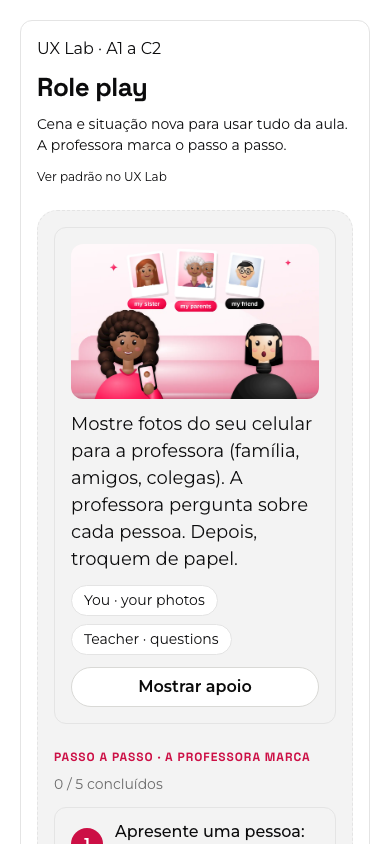 UX Lab · A1 a C2
Role play
Cena e situação nova para usar tudo da aula.
A professora marca o passo a passo.
Ver padrão no UX Lab
my sister
my parents
my friend
Mostre fotos do seu celular
para a professora (família,
amigos, colegas). A
professora pergunta sobre
cada pessoa. Depois,
troquem de papel.
You · your photos
Teacher · questions
Mostrar apoio
PASSO A PASSO · A PROFESSORA MARCA
0 / 5 concluídos
1
Apresente uma pessoa: